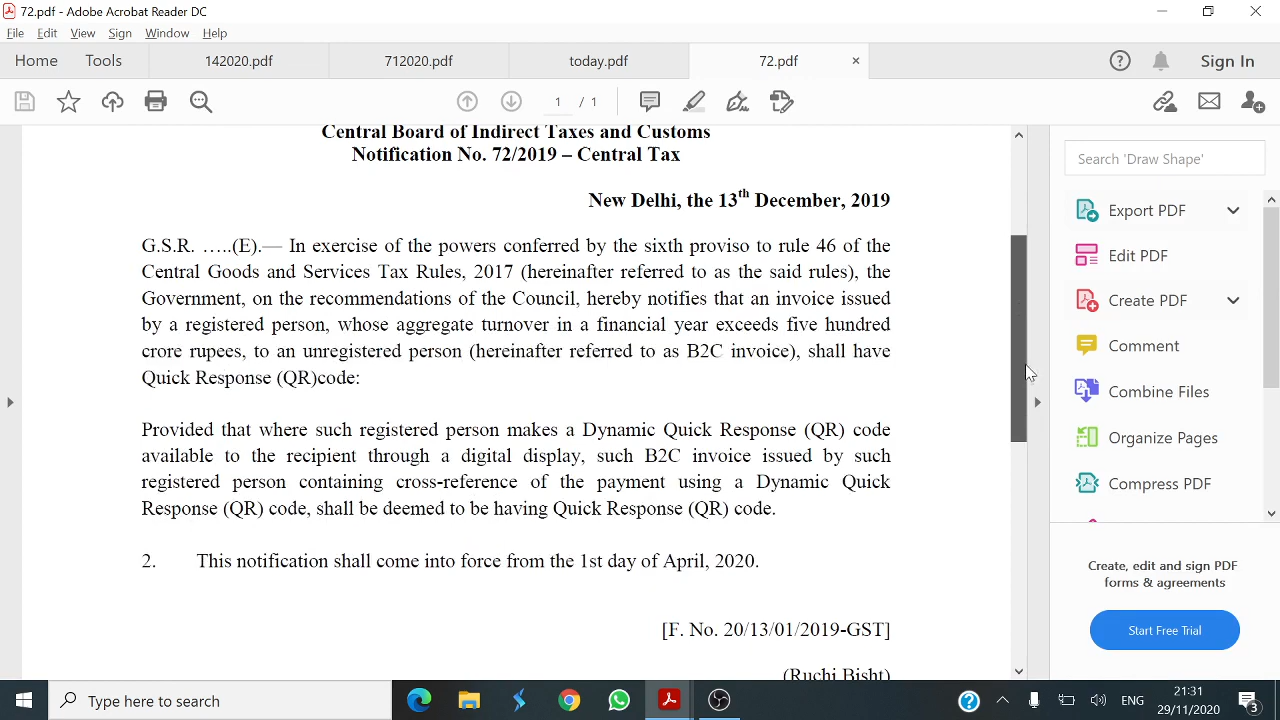 72.pdf - Adobe Acrobat Reader DC
File Edit View Sign Window Help
Home Tools 142020.pdf 712020.pdf today.pdf 72.pdf × Sign In
1 / 1
Central Board of Indirect Taxes and Customs
Notification No. 72/2019 – Central Tax
New Delhi, the 13th December, 2019
G.S.R. …..(E).— In exercise of the powers conferred by the sixth proviso to rule 46 of the
Central Goods and Services Tax Rules, 2017 (hereinafter referred to as the said rules), the
Government, on the recommendations of the Council, hereby notifies that an invoice issued
by a registered person, whose aggregate turnover in a financial year exceeds five hundred
crore rupees, to an unregistered person (hereinafter referred to as B2C invoice), shall have
Quick Response (QR)code:
Provided that where such registered person makes a Dynamic Quick Response (QR) code
available to the recipient through a digital display, such B2C invoice issued by such
registered person containing cross-reference of the payment using a Dynamic Quick
Response (QR) code, shall be deemed to be having Quick Response (QR) code.
2. This notification shall come into force from the 1st day of April, 2020.
[F. No. 20/13/01/2019-GST]
(Ruchi Bisht)
Search 'Draw Shape'
Export PDF
Edit PDF
Create PDF
Comment
Combine Files
Organize Pages
Compress PDF
Create, edit and sign PDF
forms & agreements
Start Free Trial
Type here to search
ENG
21:31
29/11/2020
3